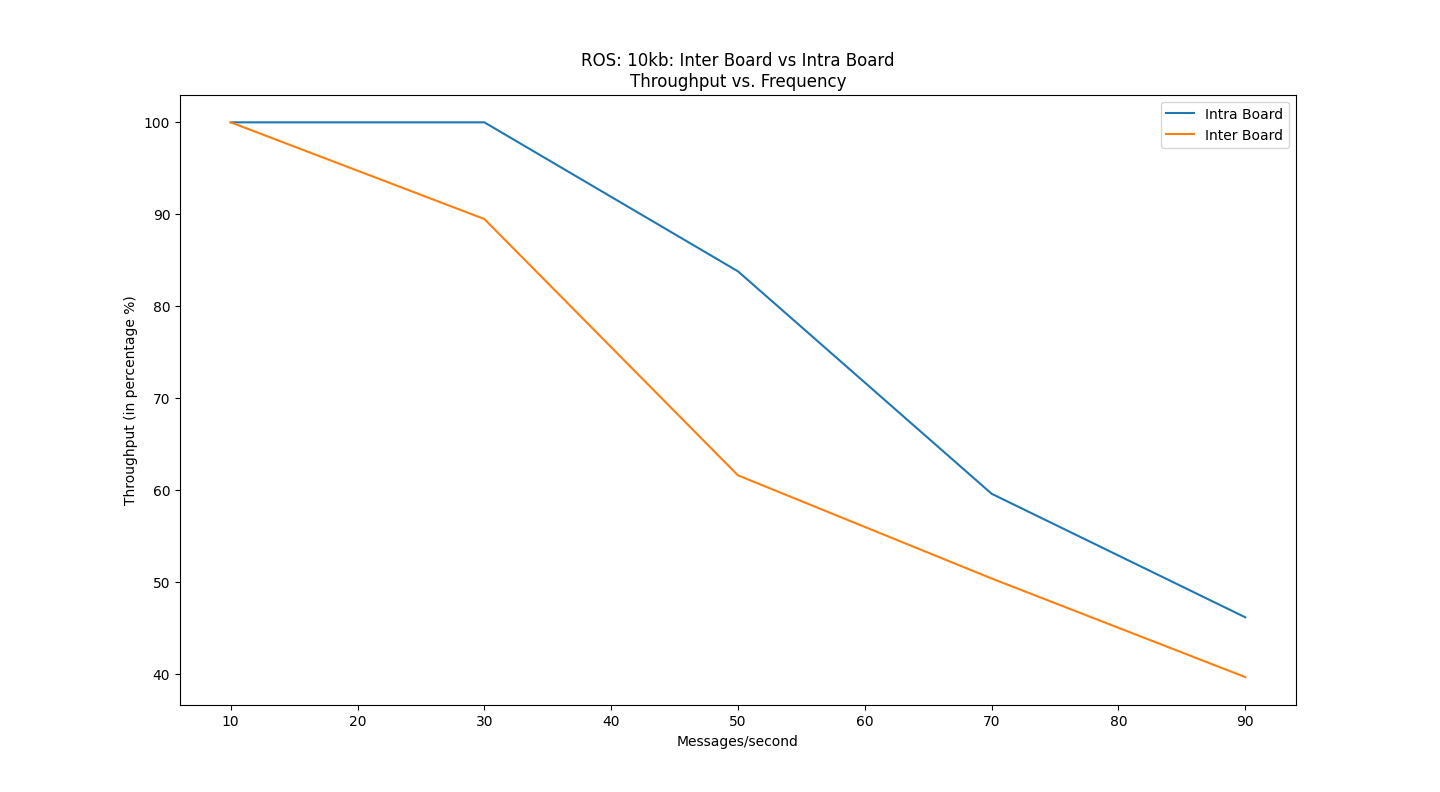 ROS: 10kb: Inter Board vs Intra Board
Throughput vs. Frequency
Intra Board
Inter Board
Throughput (in percentage %)
100
90
80
70
60
50
40
10 20 30 40 50 60 70 80 90
Messages/second